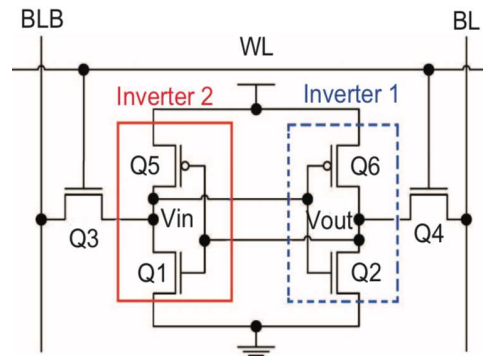 BLB
WL
BL
Inverter 2
Inverter 1
Q5
Q6
Vin
Vout
Q3
Q4
Q1
Q2